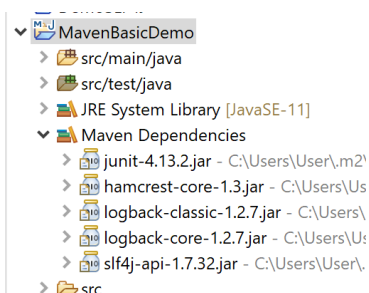 MavenBasicDemo
src/main/java
src/test/java
JRE System Library [JavaSE-11]
Maven Dependencies
junit-4.13.2.jar - C:\Users\User\.m2\
hamcrest-core-1.3.jar - C:\Users\Us
logback-classic-1.2.7.jar - C:\Users\
logback-core-1.2.7.jar - C:\Users\Us
slf4j-api-1.7.32.jar - C:\Users\User\.
src